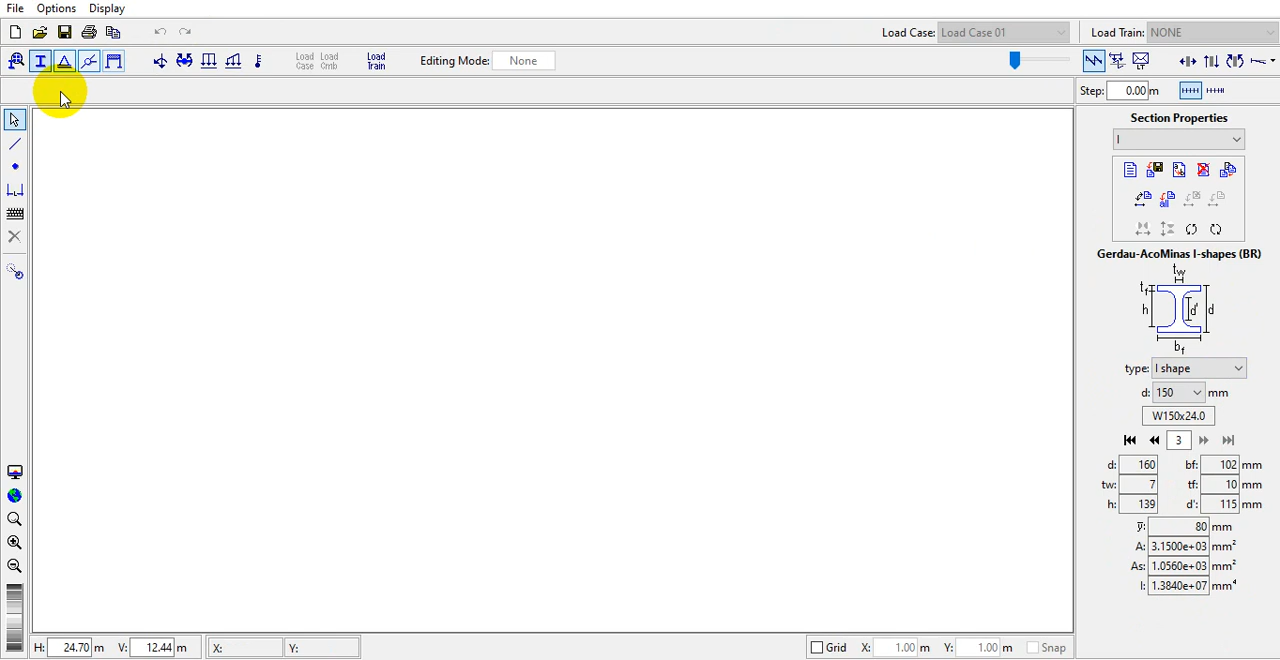 File Options Display
Load Case: Load Case 01 Load Train: NONE
Load Case Load Cmb Load Train Editing Mode: None LT
Step: 0.00 m
Section Properties
I
all
Gerdau-AcoMinas I-shapes (BR)
tw
tf
h d' d
bf
type: I shape
d: 150 mm
W150x24.0
3
d: 160 bf: 102 mm
tw: 7 tf: 10 mm
h: 139 d': 115 mm
y̅: 80 mm
A: 3.1500e+03 mm²
As: 1.0560e+03 mm²
I: 1.3840e+07 mm⁴
H: 24.70 m V: 12.44 m X: Y: Grid X: 1.00 m Y: 1.00 m Snap